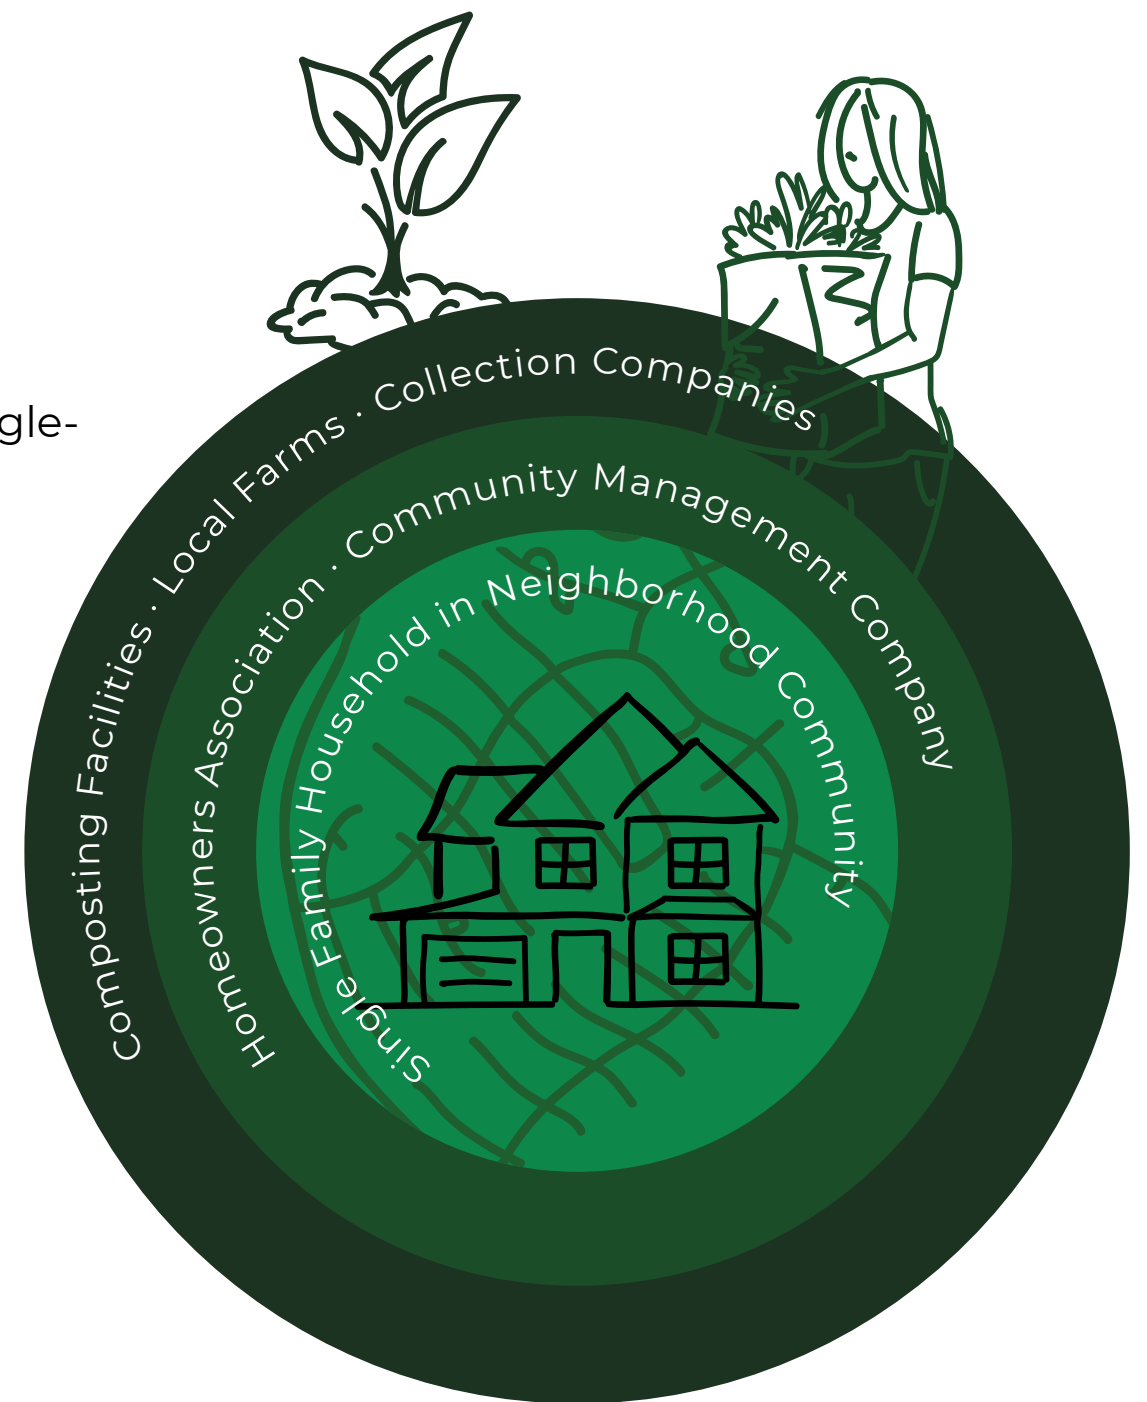 gle-
Composting Facilities · Local Farms · Collection Companies
Homeowners Association · Community Management Company
Single Family Household in Neighborhood Community